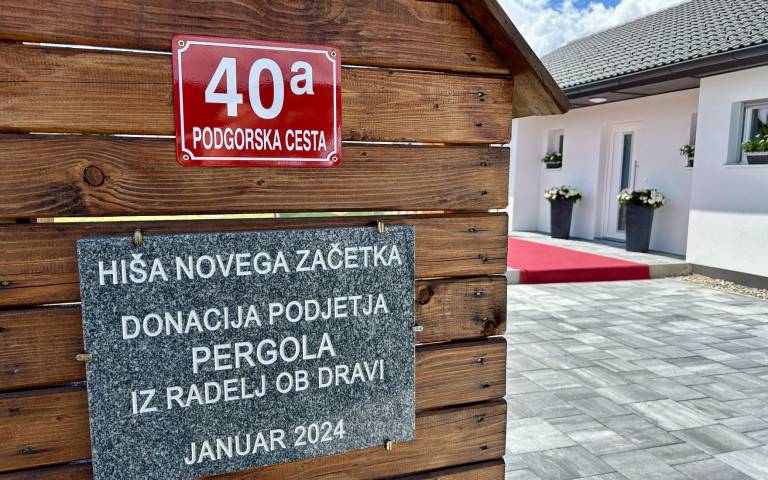 40a
PODGORSKA CESTA
HIŠA NOVEGA ZAČETKA
DONACIJA PODJETJA
PERGOLA
IZ RADELJ OB DRAVI
JANUAR 2024